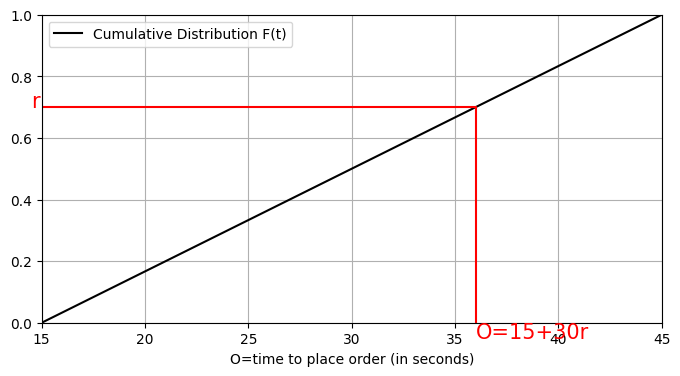 1.0
Cumulative Distribution F(t)
0.8
r
0.6
0.4
0.2
0.0
15 20 25 30 35 40 45
O=15+30r
O=time to place order (in seconds)